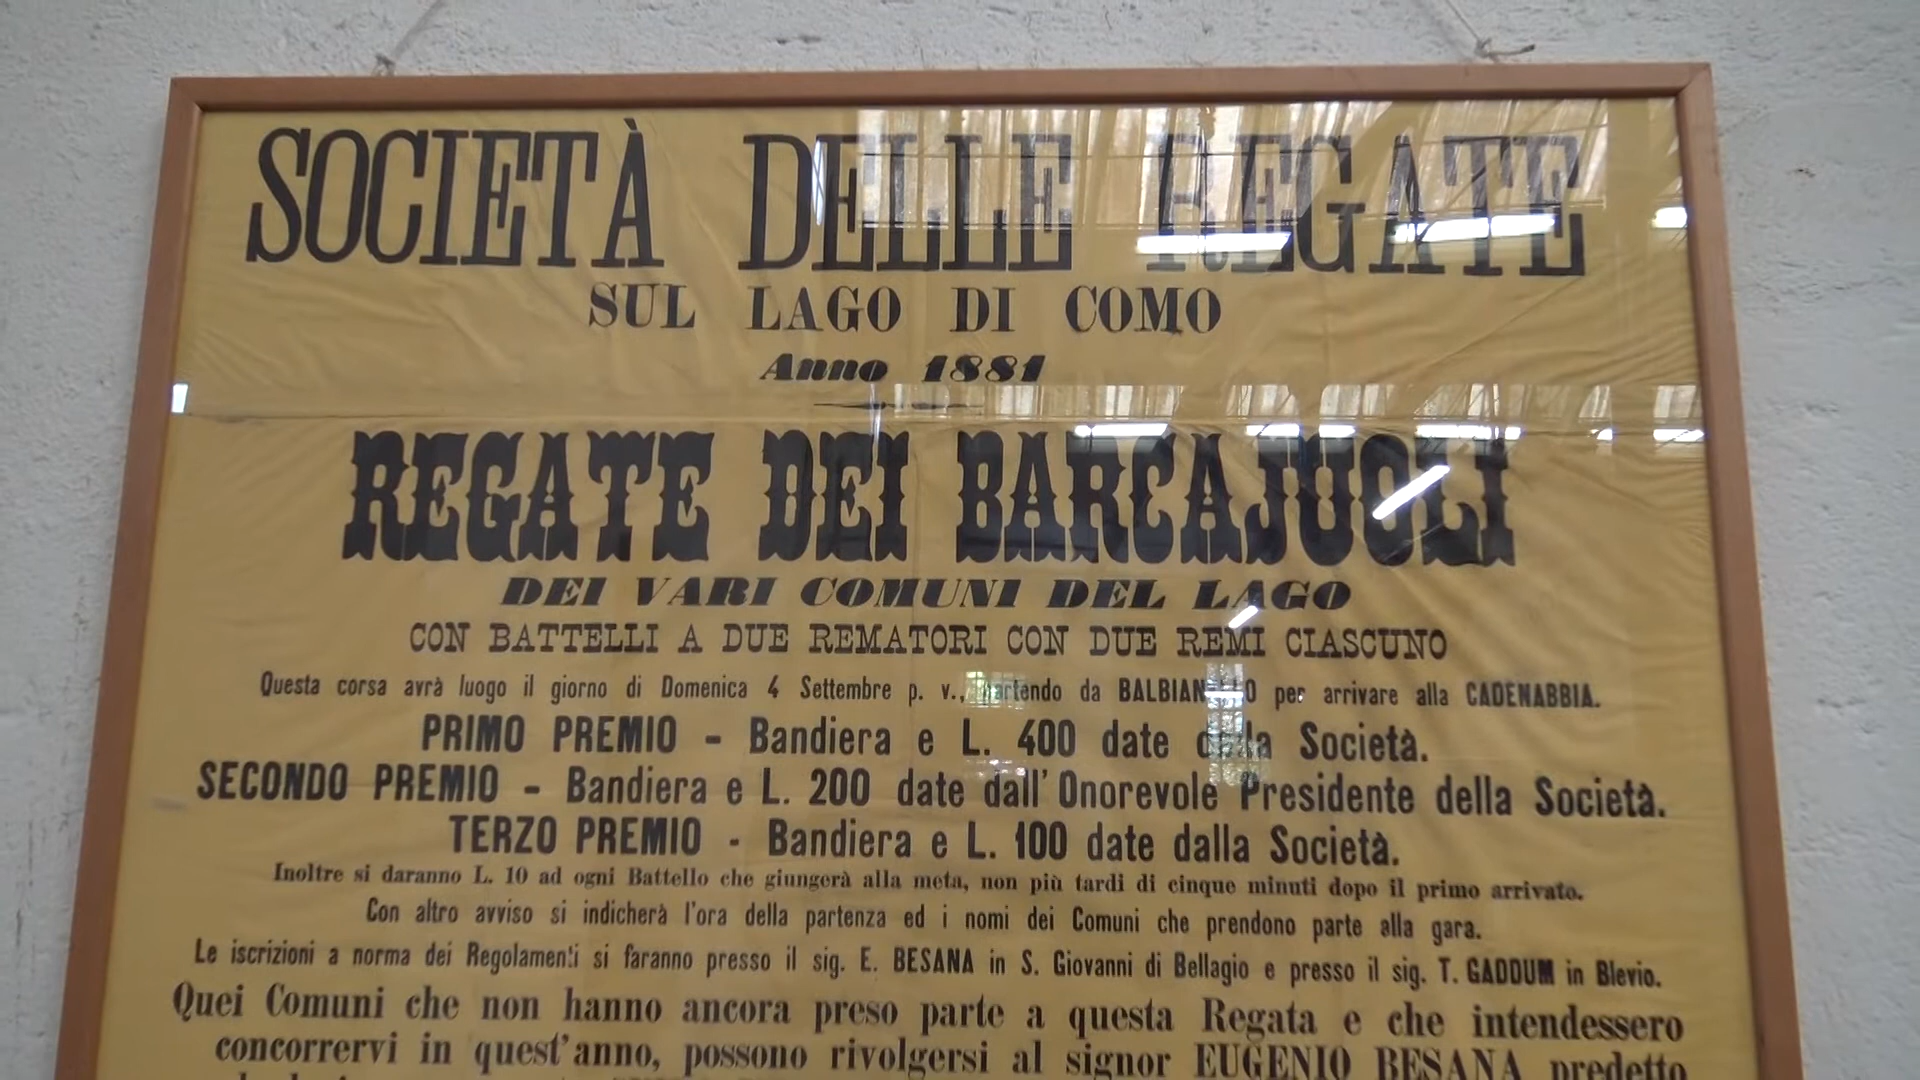 SOCIETÀ DELLE REGATE
SUL LAGO DI COMO
Anno 1881
REGATE DEI BARCAJUOLI
DEI VARI COMUNI DEL LAGO
CON BATTELLI A DUE REMATORI CON DUE REMI CIASCUNO
Questa corsa avrà luogo il giorno di Domenica 4 Settembre p. v., partendo da BALBIANELLO per arrivare alla CADENABBIA.
PRIMO PREMIO - Bandiera e L. 400 date dalla Società.
SECONDO PREMIO - Bandiera e L. 200 date dall' Onorevole Presidente della Società.
TERZO PREMIO - Bandiera e L. 100 date dalla Società.
Inoltre si daranno L. 10 ad ogni Battello che giungerà alla meta, non più tardi di cinque minuti dopo il primo arrivato.
Con altro avviso si indicherà l'ora della partenza ed i nomi dei Comuni che prendono parte alla gara.
Le iscrizioni a norma dei Regolamenti si faranno presso il sig. E. BESANA in S. Giovanni di Bellagio e presso il sig. T. GADDUM in Blevio.
Quei Comuni che non hanno ancora preso parte a questa Regata e che intendessero
concorrervi in quest'anno, possono rivolgersi al signor EUGENIO BESANA predetto